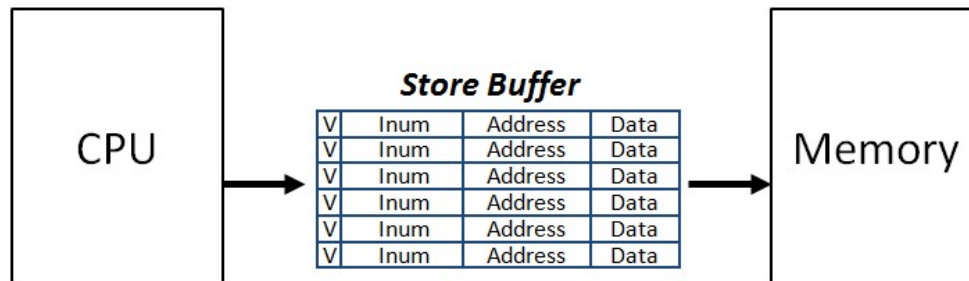 Store Buffer
CPU
V Inum Address Data
V Inum Address Data
V Inum Address Data
V Inum Address Data
V Inum Address Data
V Inum Address Data
Memory